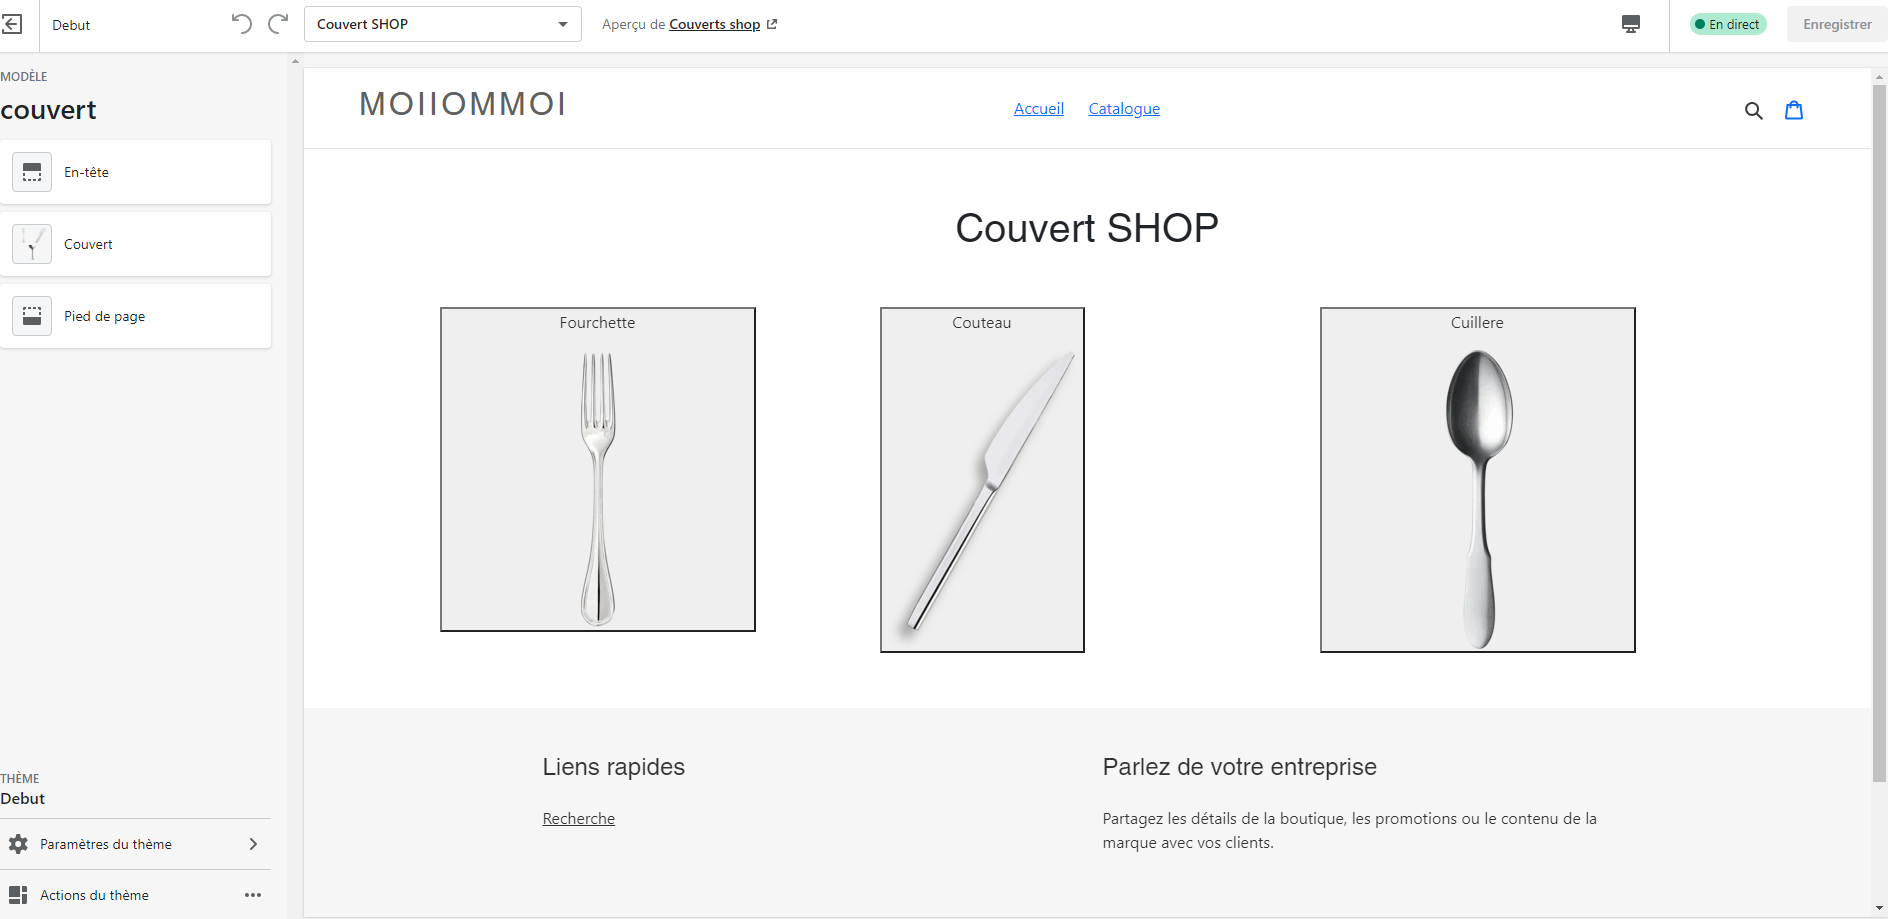 Debut
Couvert SHOP
Aperçu de Couverts shop
En direct
Enregistrer
MODÈLE
couvert
En-tête
Couvert
Pied de page
THÈME
Debut
Paramètres du thème
Actions du thème
MOIIOMMOI
Accueil Catalogue
Couvert SHOP
Fourchette
Couteau
Cuillere
Liens rapides
Recherche
Parlez de votre entreprise
Partagez les détails de la boutique, les promotions ou le contenu de la
marque avec vos clients.